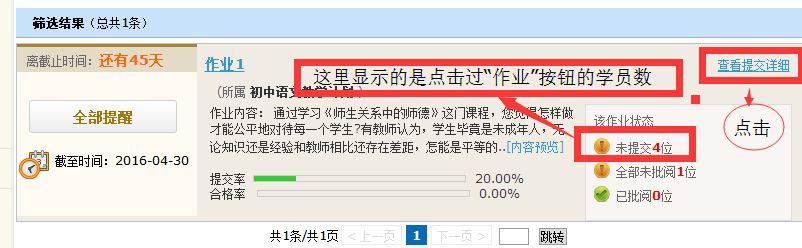 筛选结果（总共1条）
离截止时间：还有45天
全部提醒
截至时间：2016-04-30
作业1
这里显示的是点击过“作业”按钮的学员数
查看提交详细
（所属 初中语文
作业内容： 通过学习《师生关系中的师德》这门课程，您觉得怎样做
才能公平地对待每一个学生?有教师认为，学生毕竟是未成年人，无
论知识还是经验和教师相比还存在差距，怎能是平等的..[内容预览]
提交率 20.00%
合格率 0.00%
该作业状态
未提交4位
全部未批阅1位
已批阅0位
点击
共1条/共1页 < 上一页 1 下一页 > 跳转